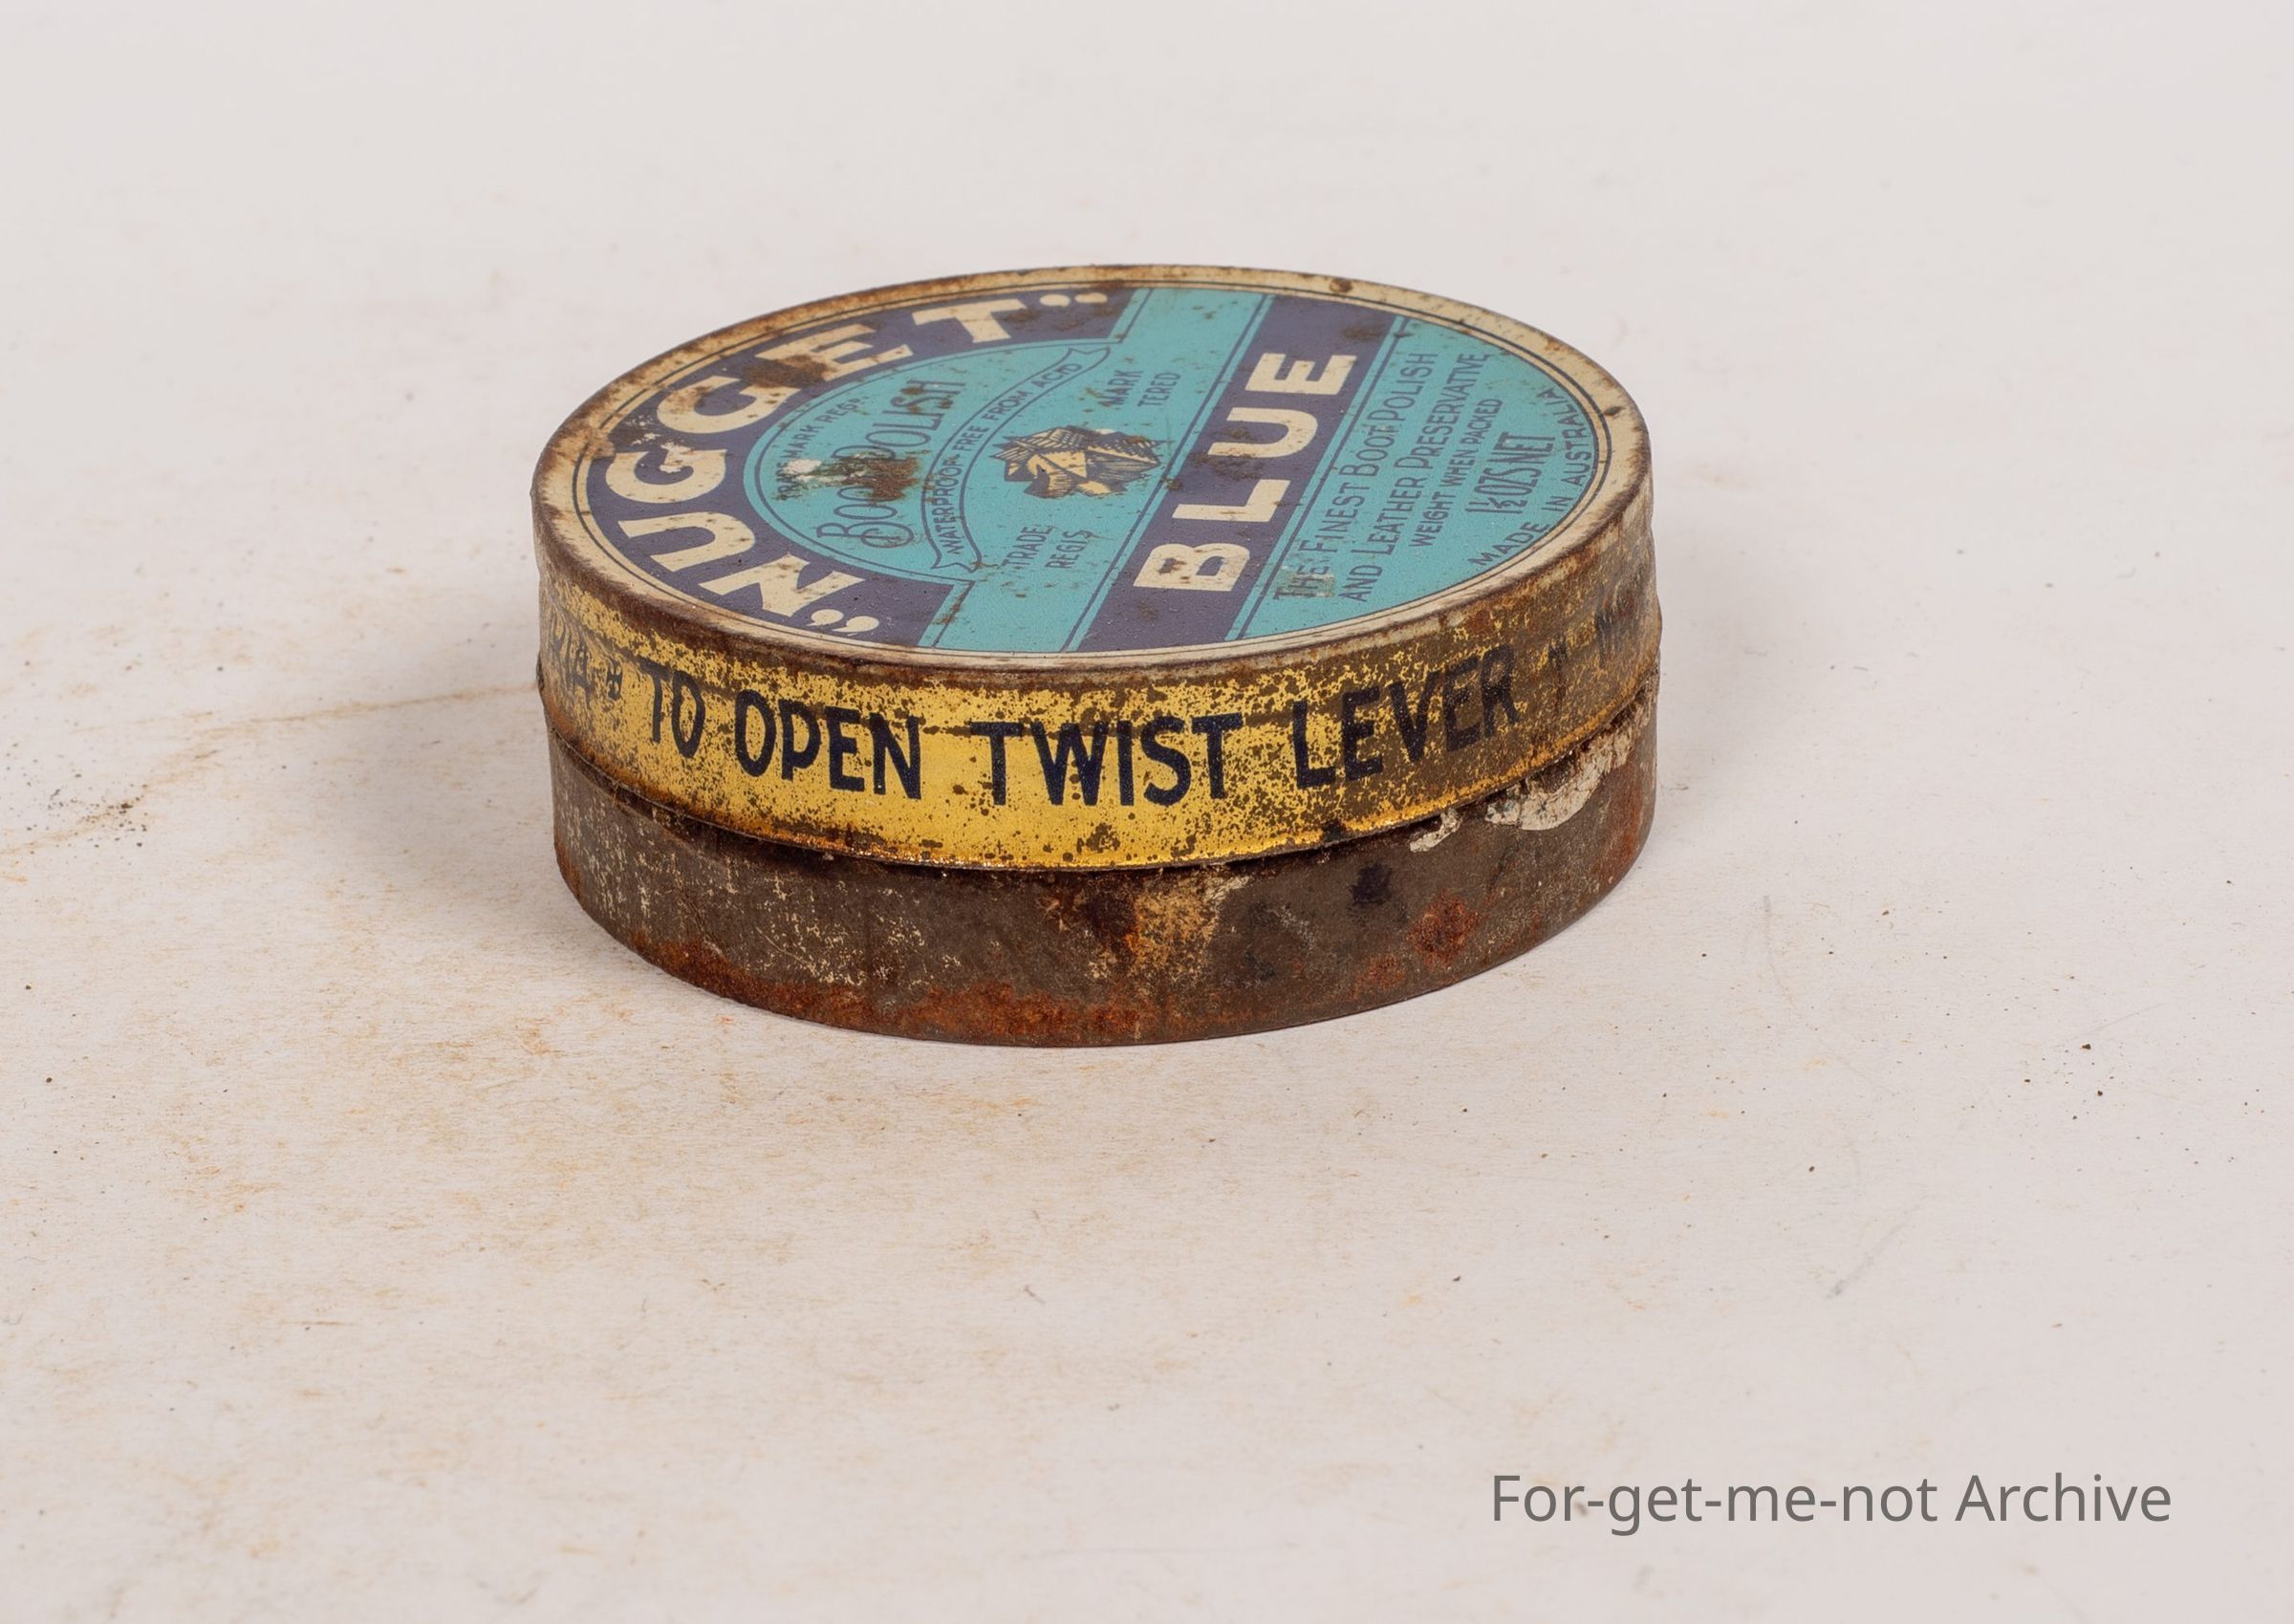 "NUGGET"
TRADE MARK REGD.
BOOT POLISH
WATERPROOF FREE FROM ACID
TRADE MARK
REGISTERED
BLUE
THE FINEST BOOT POLISH
AND LEATHER PRESERVATIVE
WEIGHT WHEN PACKED
1½ OZS NET
MADE IN AUSTRALIA
TO OPEN TWIST LEVER
For-get-me-not Archive